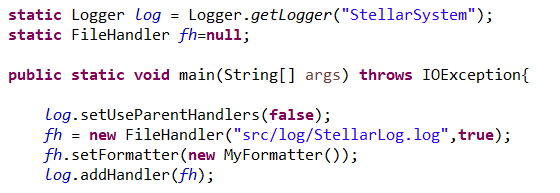 static Logger log = Logger.getLogger("StellarSystem");
static FileHandler fh=null;
public static void main(String[] args) throws IOException{
log.setUseParentHandlers(false);
fh = new FileHandler("src/log/StellarLog.log",true);
fh.setFormatter(new MyFormatter());
log.addHandler(fh);